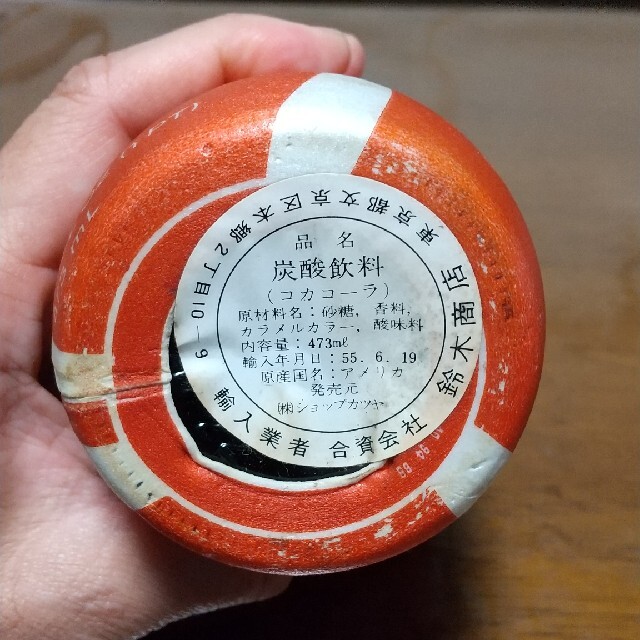 品名
炭酸飲料
(コカコーラ)
原材料名:砂糖, 香料,
カラメルカラー, 酸味料
内容量:473mℓ
輸入年月日:55.6.19
原産国名:アメリカ
発売元
㈱ショップカツヤ
輸入業者 合資会社 鈴木商店
東京都文京区本郷2丁目10-9